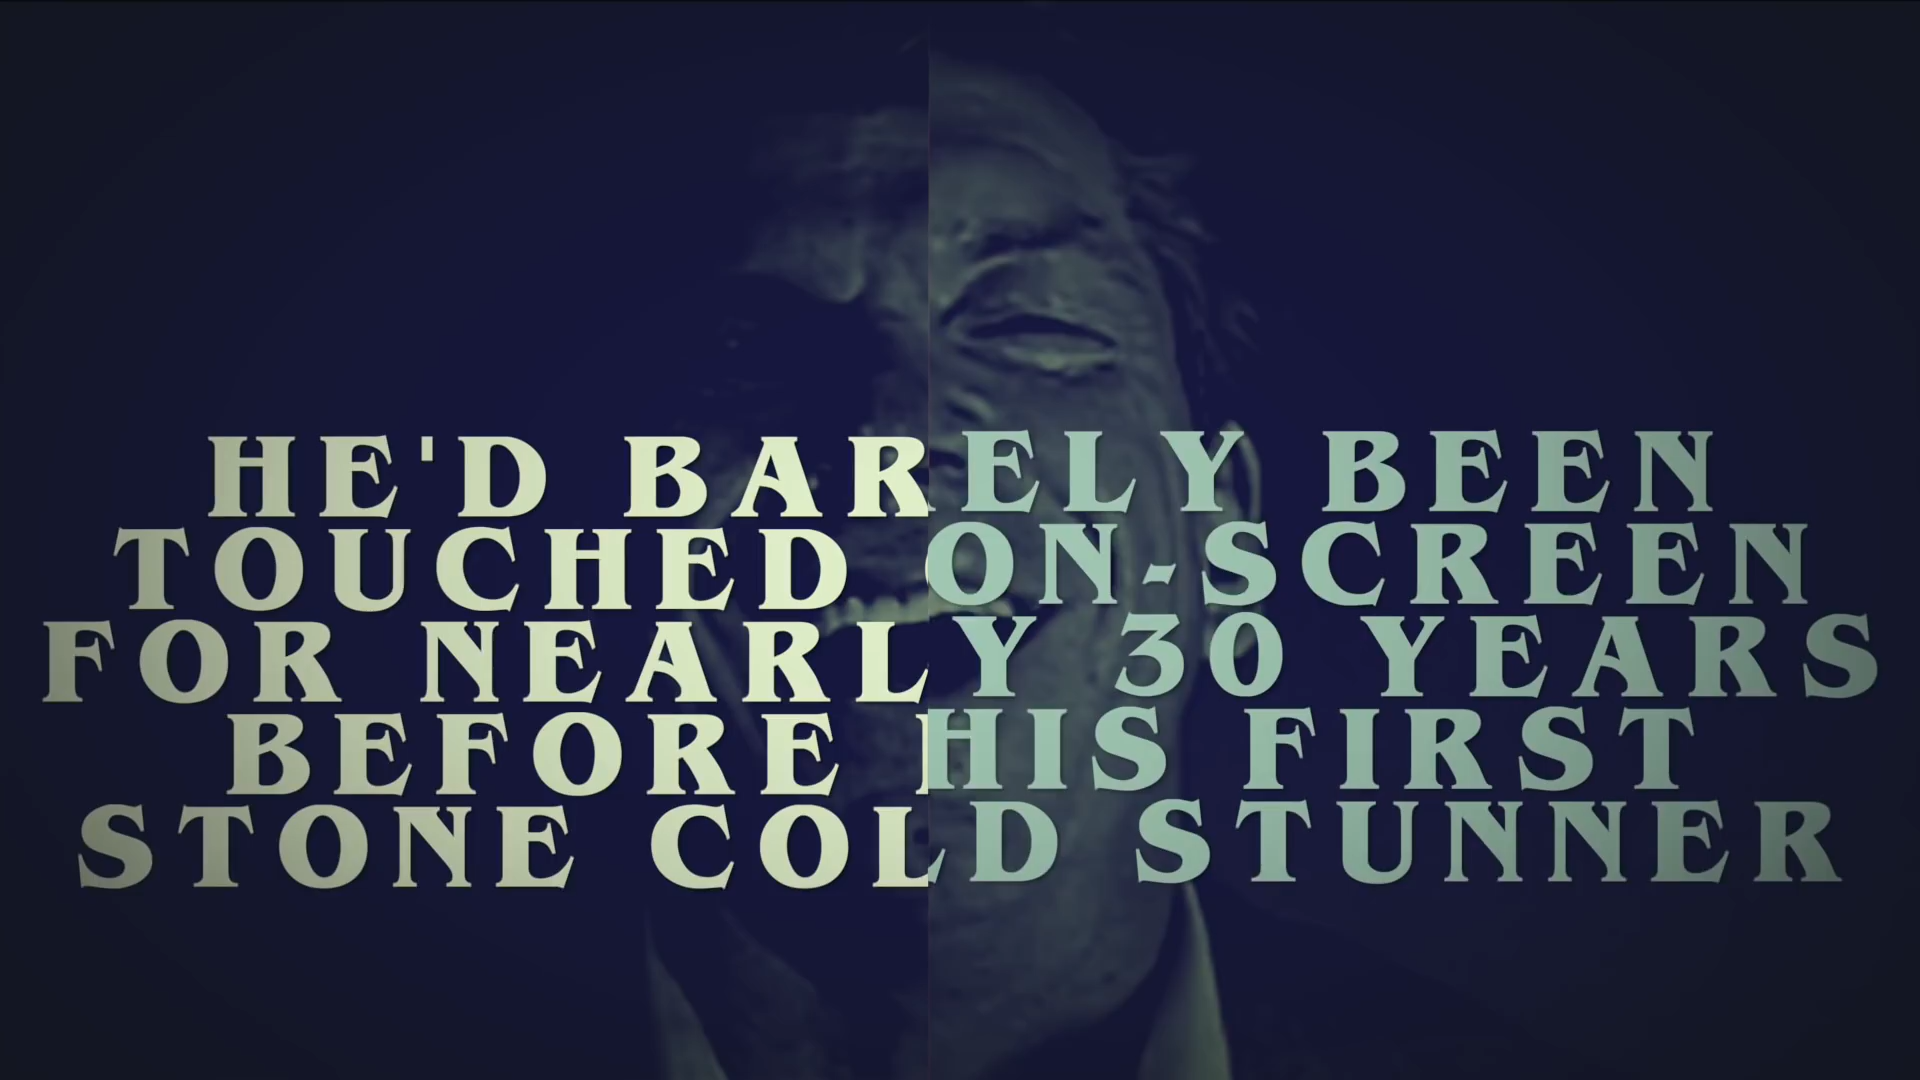 HE'D BARELY BEEN
TOUCHED ON-SCREEN
FOR NEARLY 30 YEARS
BEFORE HIS FIRST
STONE COLD STUNNER